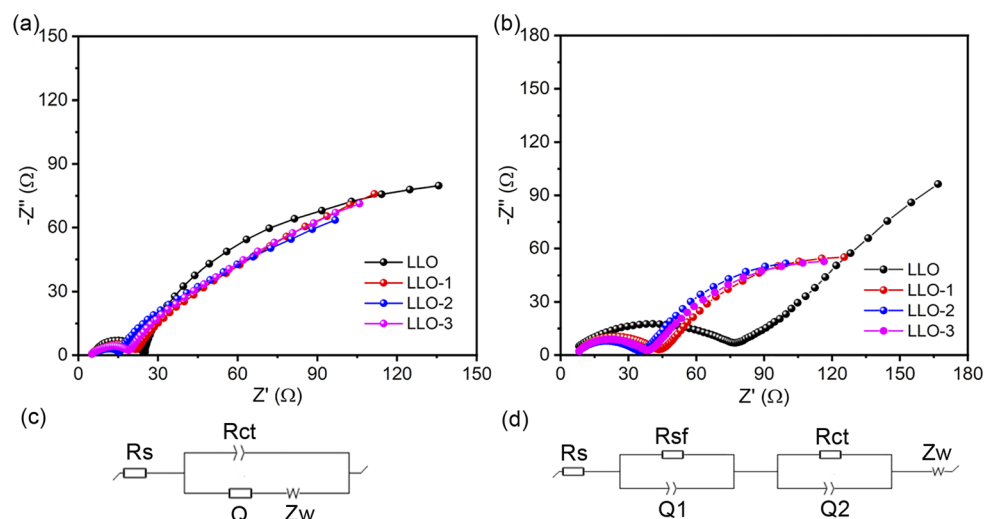 (a)
150
120
90
60
30
0
-Z" (Ω)
0 30 60 90 120 150
Z' (Ω)
LLO
LLO-1
LLO-2
LLO-3
(b)
180
150
120
90
60
30
0
-Z" (Ω)
0 30 60 90 120 150 180
Z' (Ω)
LLO
LLO-1
LLO-2
LLO-3
(c)
Rs
Rct
Q
Zw
(d)
Rs
Rsf
Q1
Rct
Q2
Zw